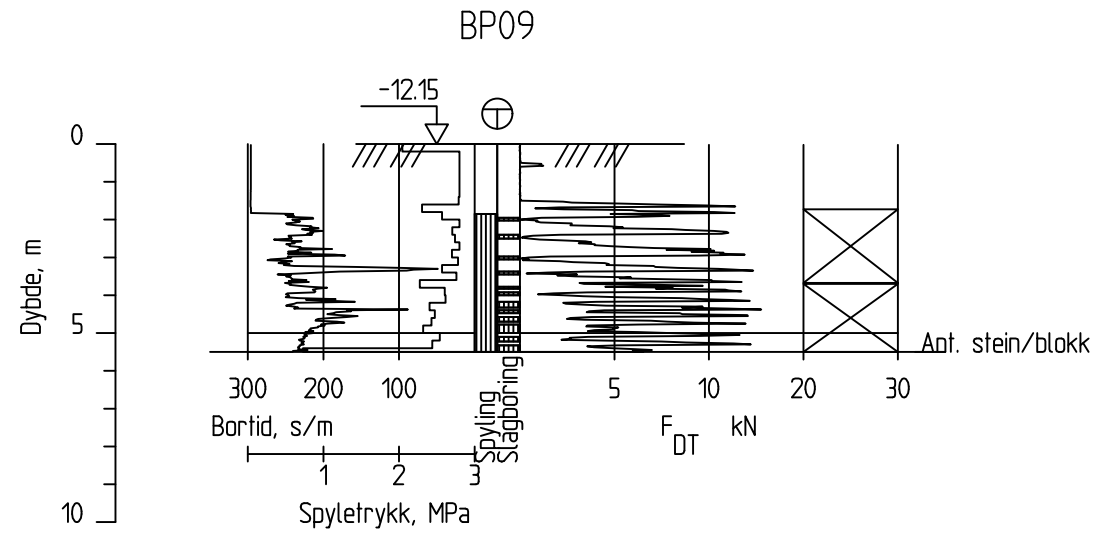 BP09
-12.15
0
Dybde, m
5
Ant. stein/blokk
300 200 100 5 10 20 30
Bortid, s/m
Spyling
Slagboring
F DT kN
1 2 3
Spyletrykk, MPa
10